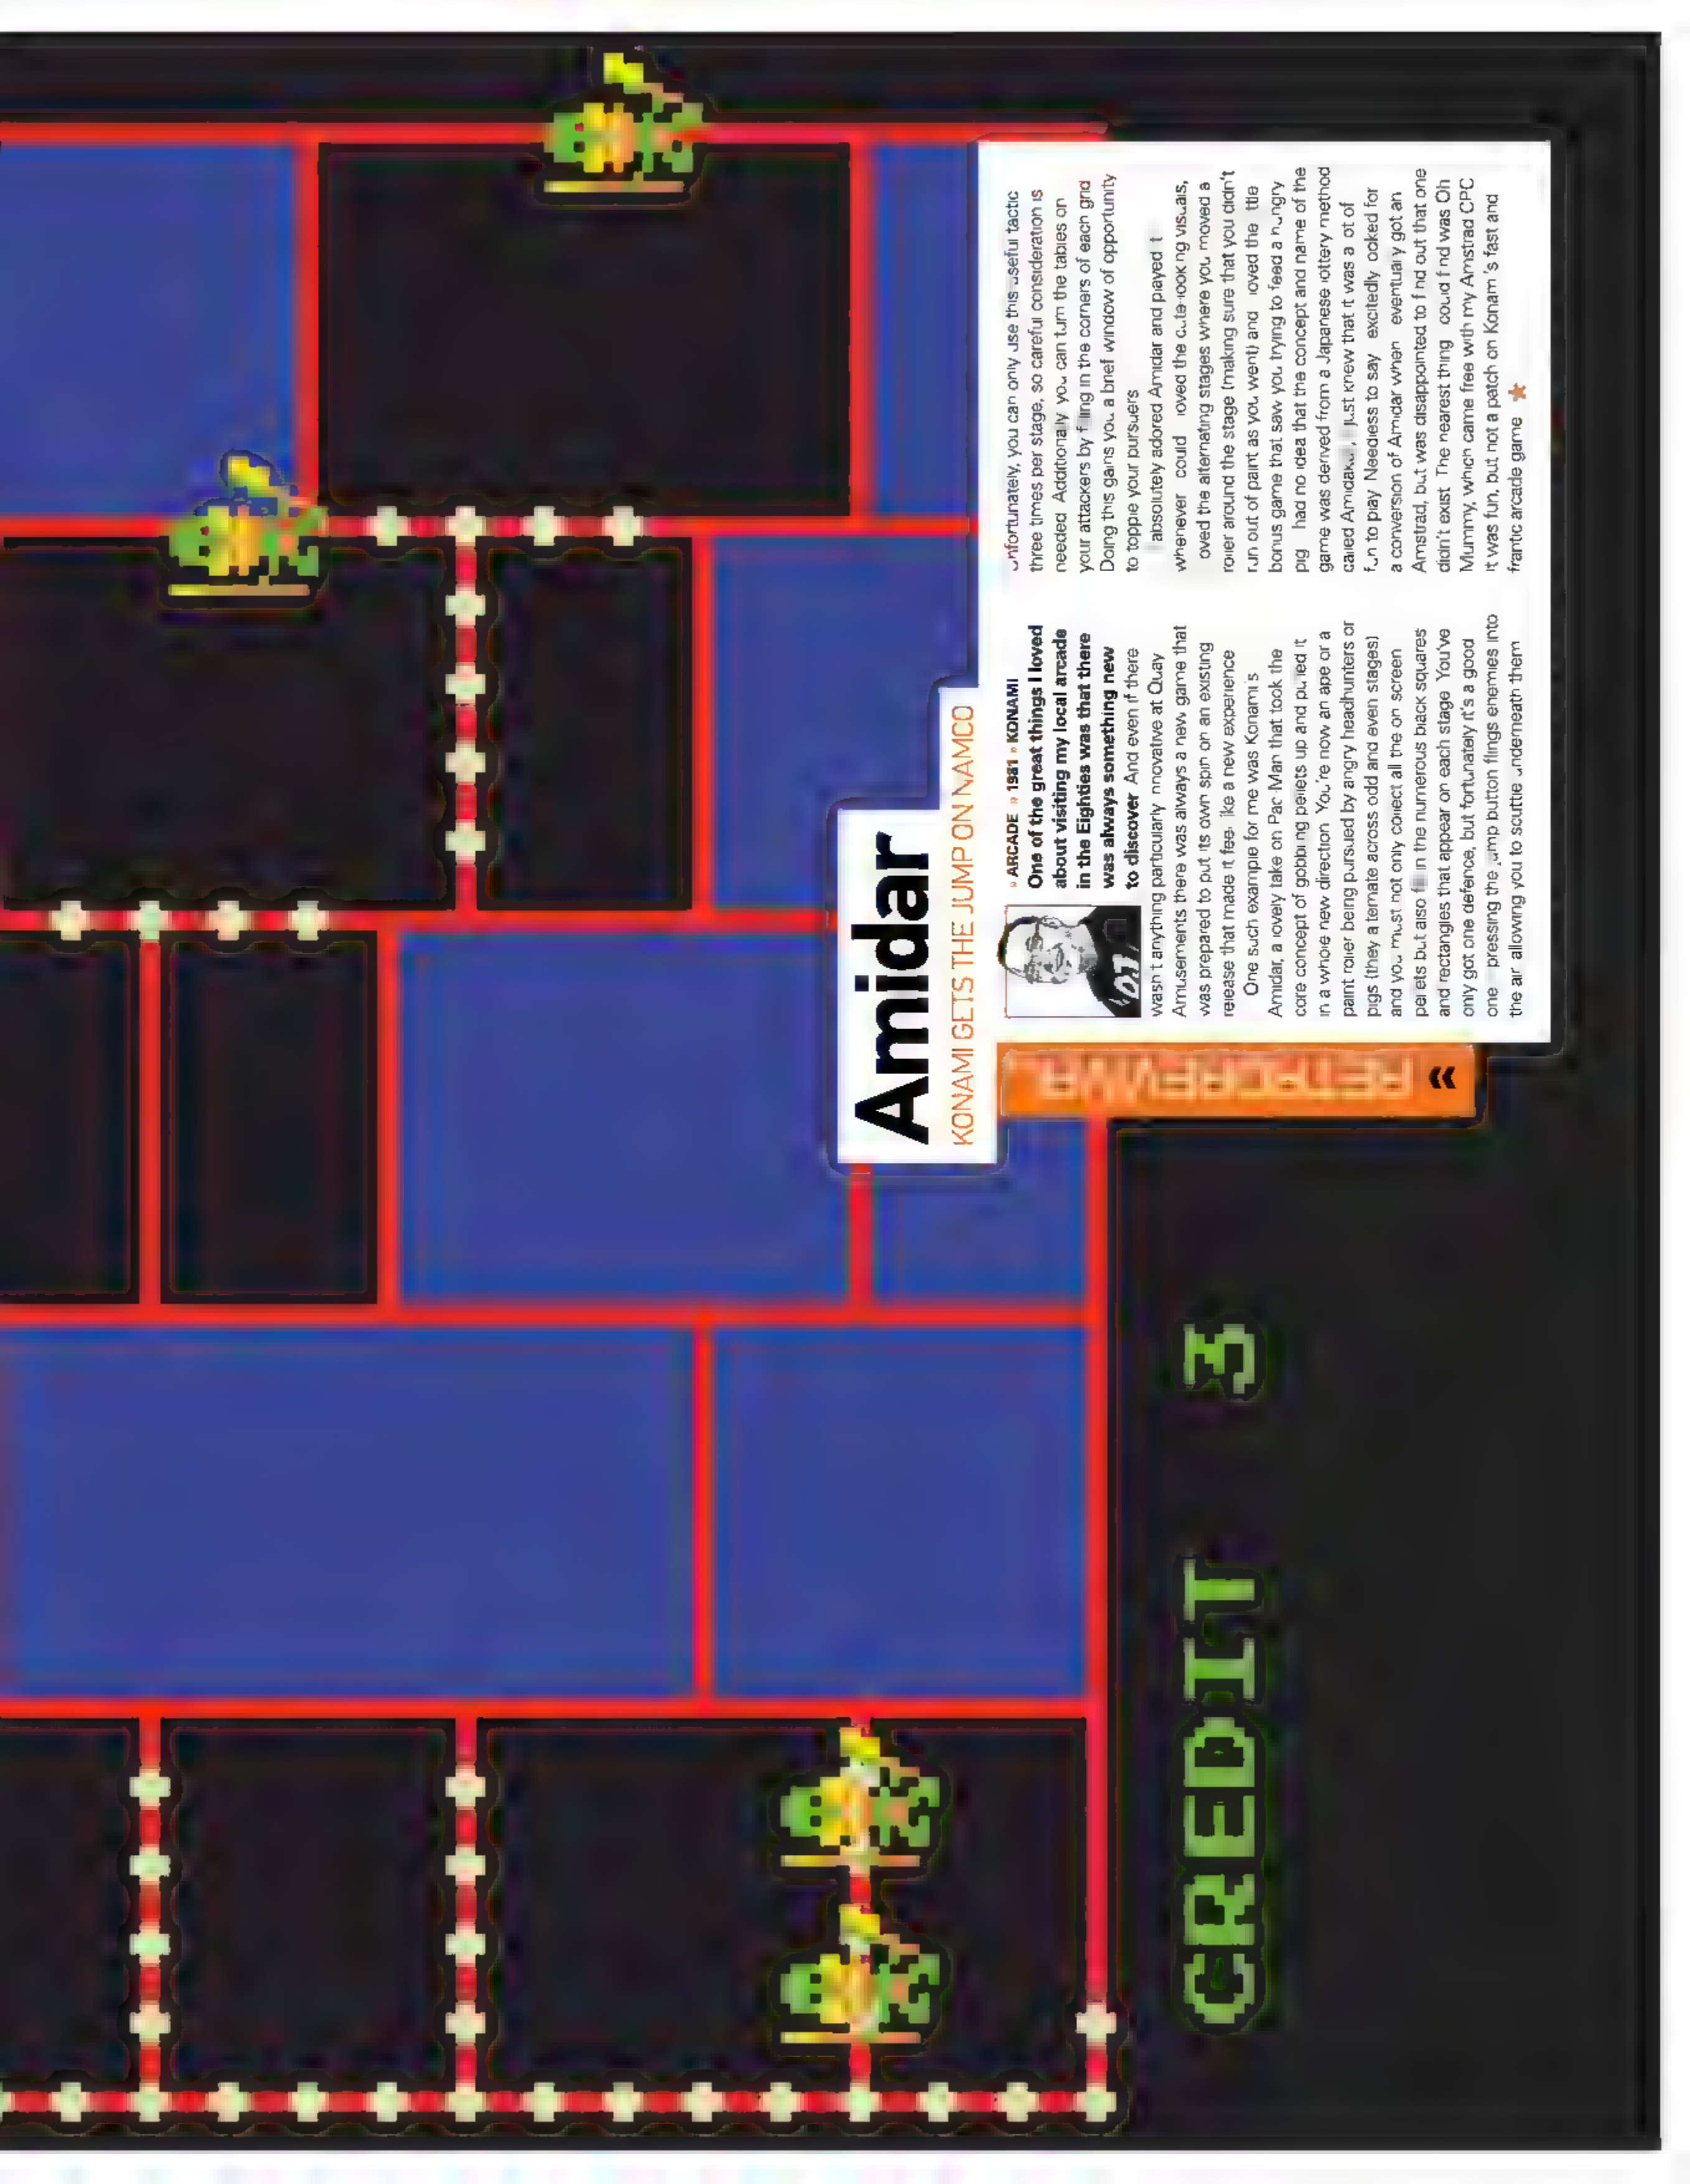 Amidar
KONAMI GETS THE JUMP ON NAMCO
RETROREVIVAL
»
» ARCADE » 1981 » KONAMI
One of the great things I loved
about visiting my local arcade
in the Eighties was that there
was always something new
to discover And even if there
wasn't anything particularly innovative at Quay
Amusements there was always a new game that
was prepared to put its own spin on an existing
release that made it feel like a new experience
One such example for me was Konami's
Amidar, a lovely take on Pac-Man that took the
core concept of gobbling pellets up and pulled it
in a whole new direction You're now an ape or a
paint roller being pursued by angry headhunters or
pigs (they alternate across odd and even stages)
and you must not only collect all the on screen
pellets but also fill in the numerous black squares
and rectangles that appear on each stage You've
only got one defence, but fortunately it's a good
one pressing the jump button flings enemies into
the air allowing you to scuttle underneath them
Unfortunately, you can only use this useful tactic
three times per stage, so careful consideration is
needed Additionally you can turn the tables on
your attackers by filling in the corners of each grid
Doing this gains you a brief window of opportunity
to topple your pursuers
I absolutely adored Amidar and played it
whenever could loved the cute-looking visuals,
loved the alternating stages where you moved a
roller around the stage (making sure that you didn't
run out of paint as you went) and loved the little
bonus game that saw you trying to feed a hungry
pig had no idea that the concept and name of the
game was derived from a Japanese lottery method
called Amidakuji, I just knew that it was a lot of
fun to play Needless to say excitedly looked for
a conversion of Amidar when eventually got an
Amstrad, but was disappointed to find out that one
didn't exist The nearest thing could find was Oh
Mummy, which came free with my Amstrad CPC
It was fun, but not a patch on Konami's fast and
frantic arcade game
CREDIT 3